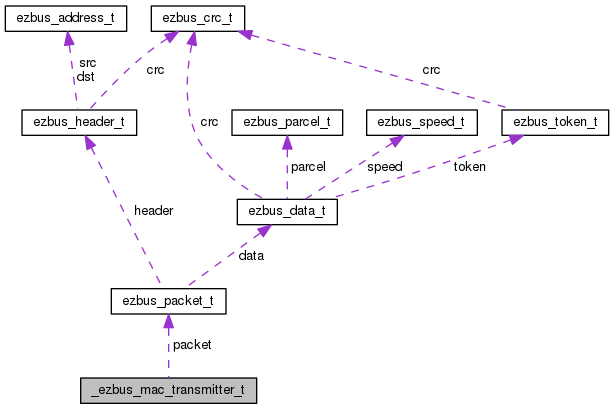 ezbus_address_t
ezbus_crc_t
src
dst
crc
crc
ezbus_header_t
crc
ezbus_parcel_t
ezbus_speed_t
ezbus_token_t
parcel
speed
token
header
ezbus_data_t
data
ezbus_packet_t
packet
_ezbus_mac_transmitter_t